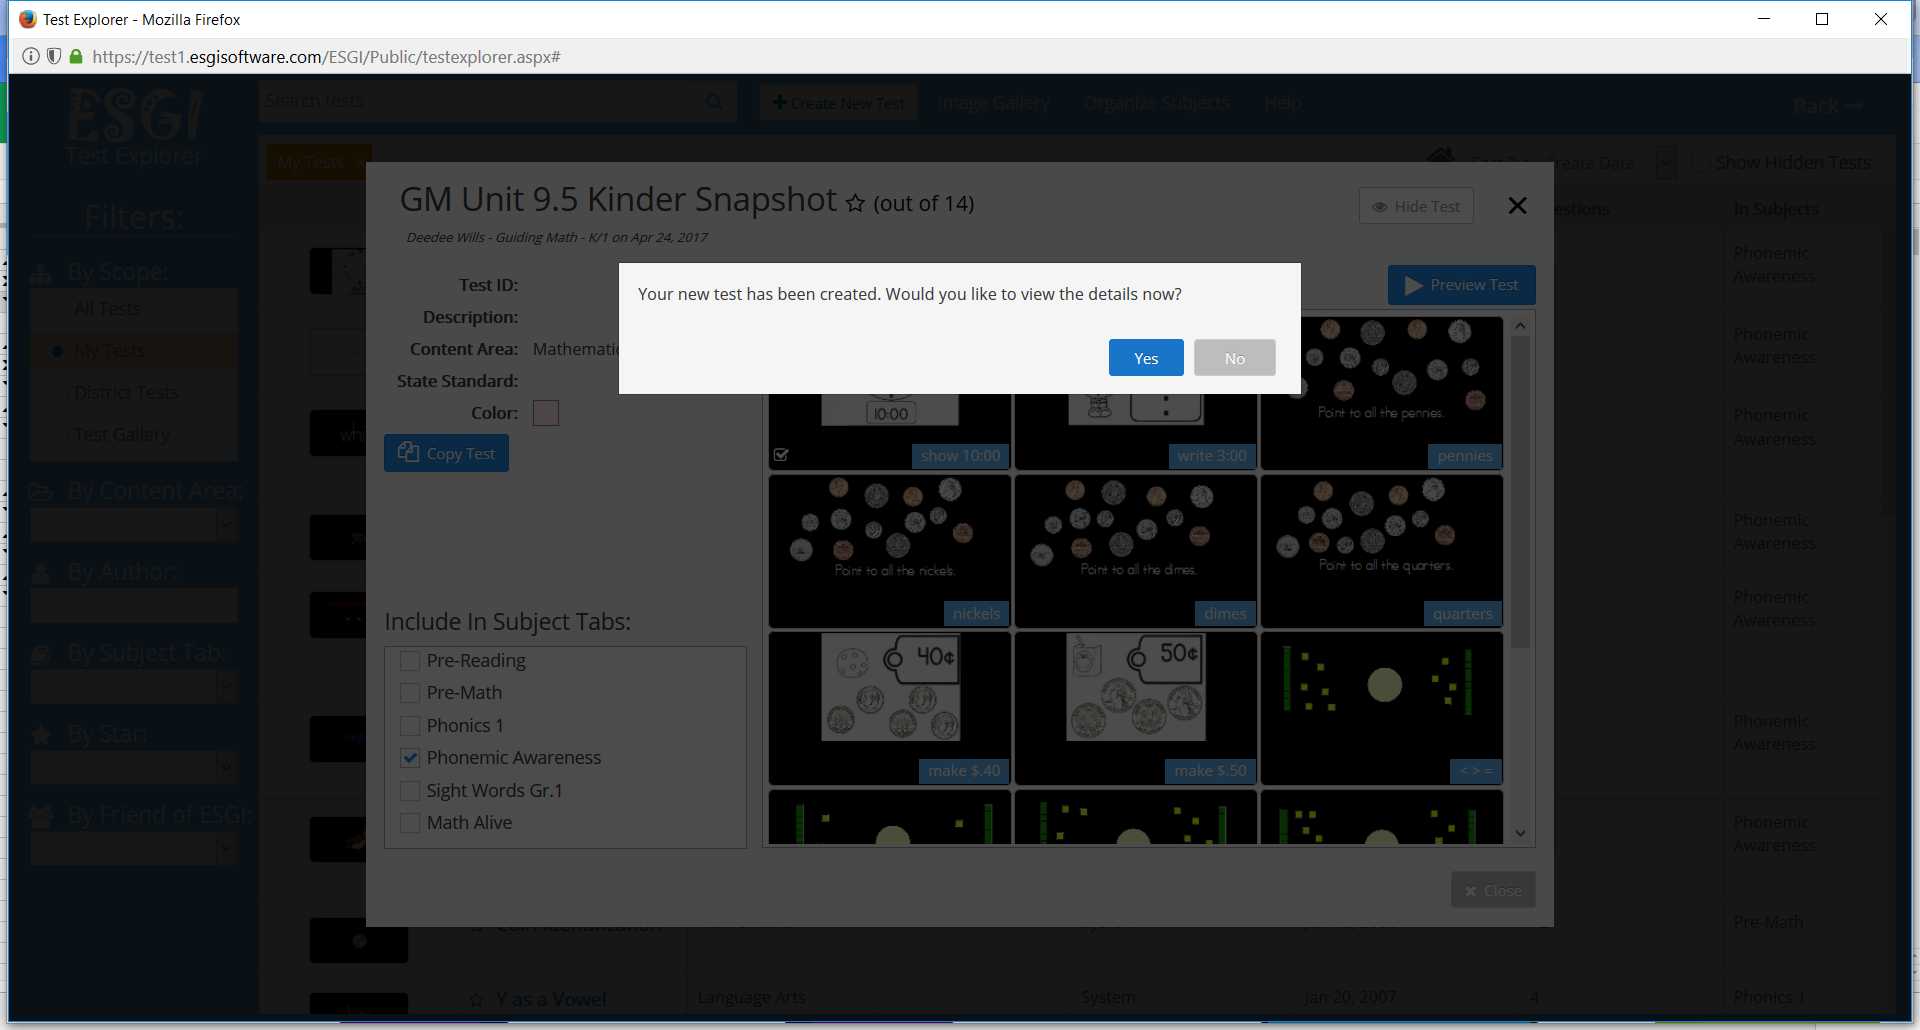 Test Explorer - Mozilla Firefox
https://test1.esgisoftware.com/ESGI/Public/testexplorer.aspx#
ESGI
Test Explorer
Search tests
Create New Test
Image Gallery
Organize Subjects
Help
Back
My Tests
Sort By
Create Date
Show Hidden Tests
Filters:
By Scope:
All Tests
My Tests
District Tests
Test Gallery
By Content Area:
By Author:
By Subject Tab:
By Star:
By Friend of ESGI:
GM Unit 9.5 Kinder Snapshot (out of 14)
Hide Test
Deedee Wills - Guiding Math - K/1 on Apr 24, 2017
Test ID:
Description:
Content Area: Mathematic
State Standard:
Color:
Copy Test
Preview Test
Your new test has been created. Would you like to view the details now?
Yes
No
10:00
show 10:00
write 3:00
Point to all the pennies.
pennies
Point to all the nickels.
nickels
Point to all the dimes.
dimes
Point to all the quarters.
quarters
40¢
make $.40
50¢
make $.50
< > =
Include In Subject Tabs:
Pre-Reading
Pre-Math
Phonics 1
Phonemic Awareness
Sight Words Gr.1
Math Alive
Close
estions
In Subjects
Phonemic
Awareness
Phonemic
Awareness
Phonemic
Awareness
Phonemic
Awareness
Phonemic
Awareness
Phonemic
Awareness
Phonemic
Awareness
Coin Identification
System
Pre-Math
Y as a Vowel
Language Arts
System
Jan 20, 2007
4
Phonics 1